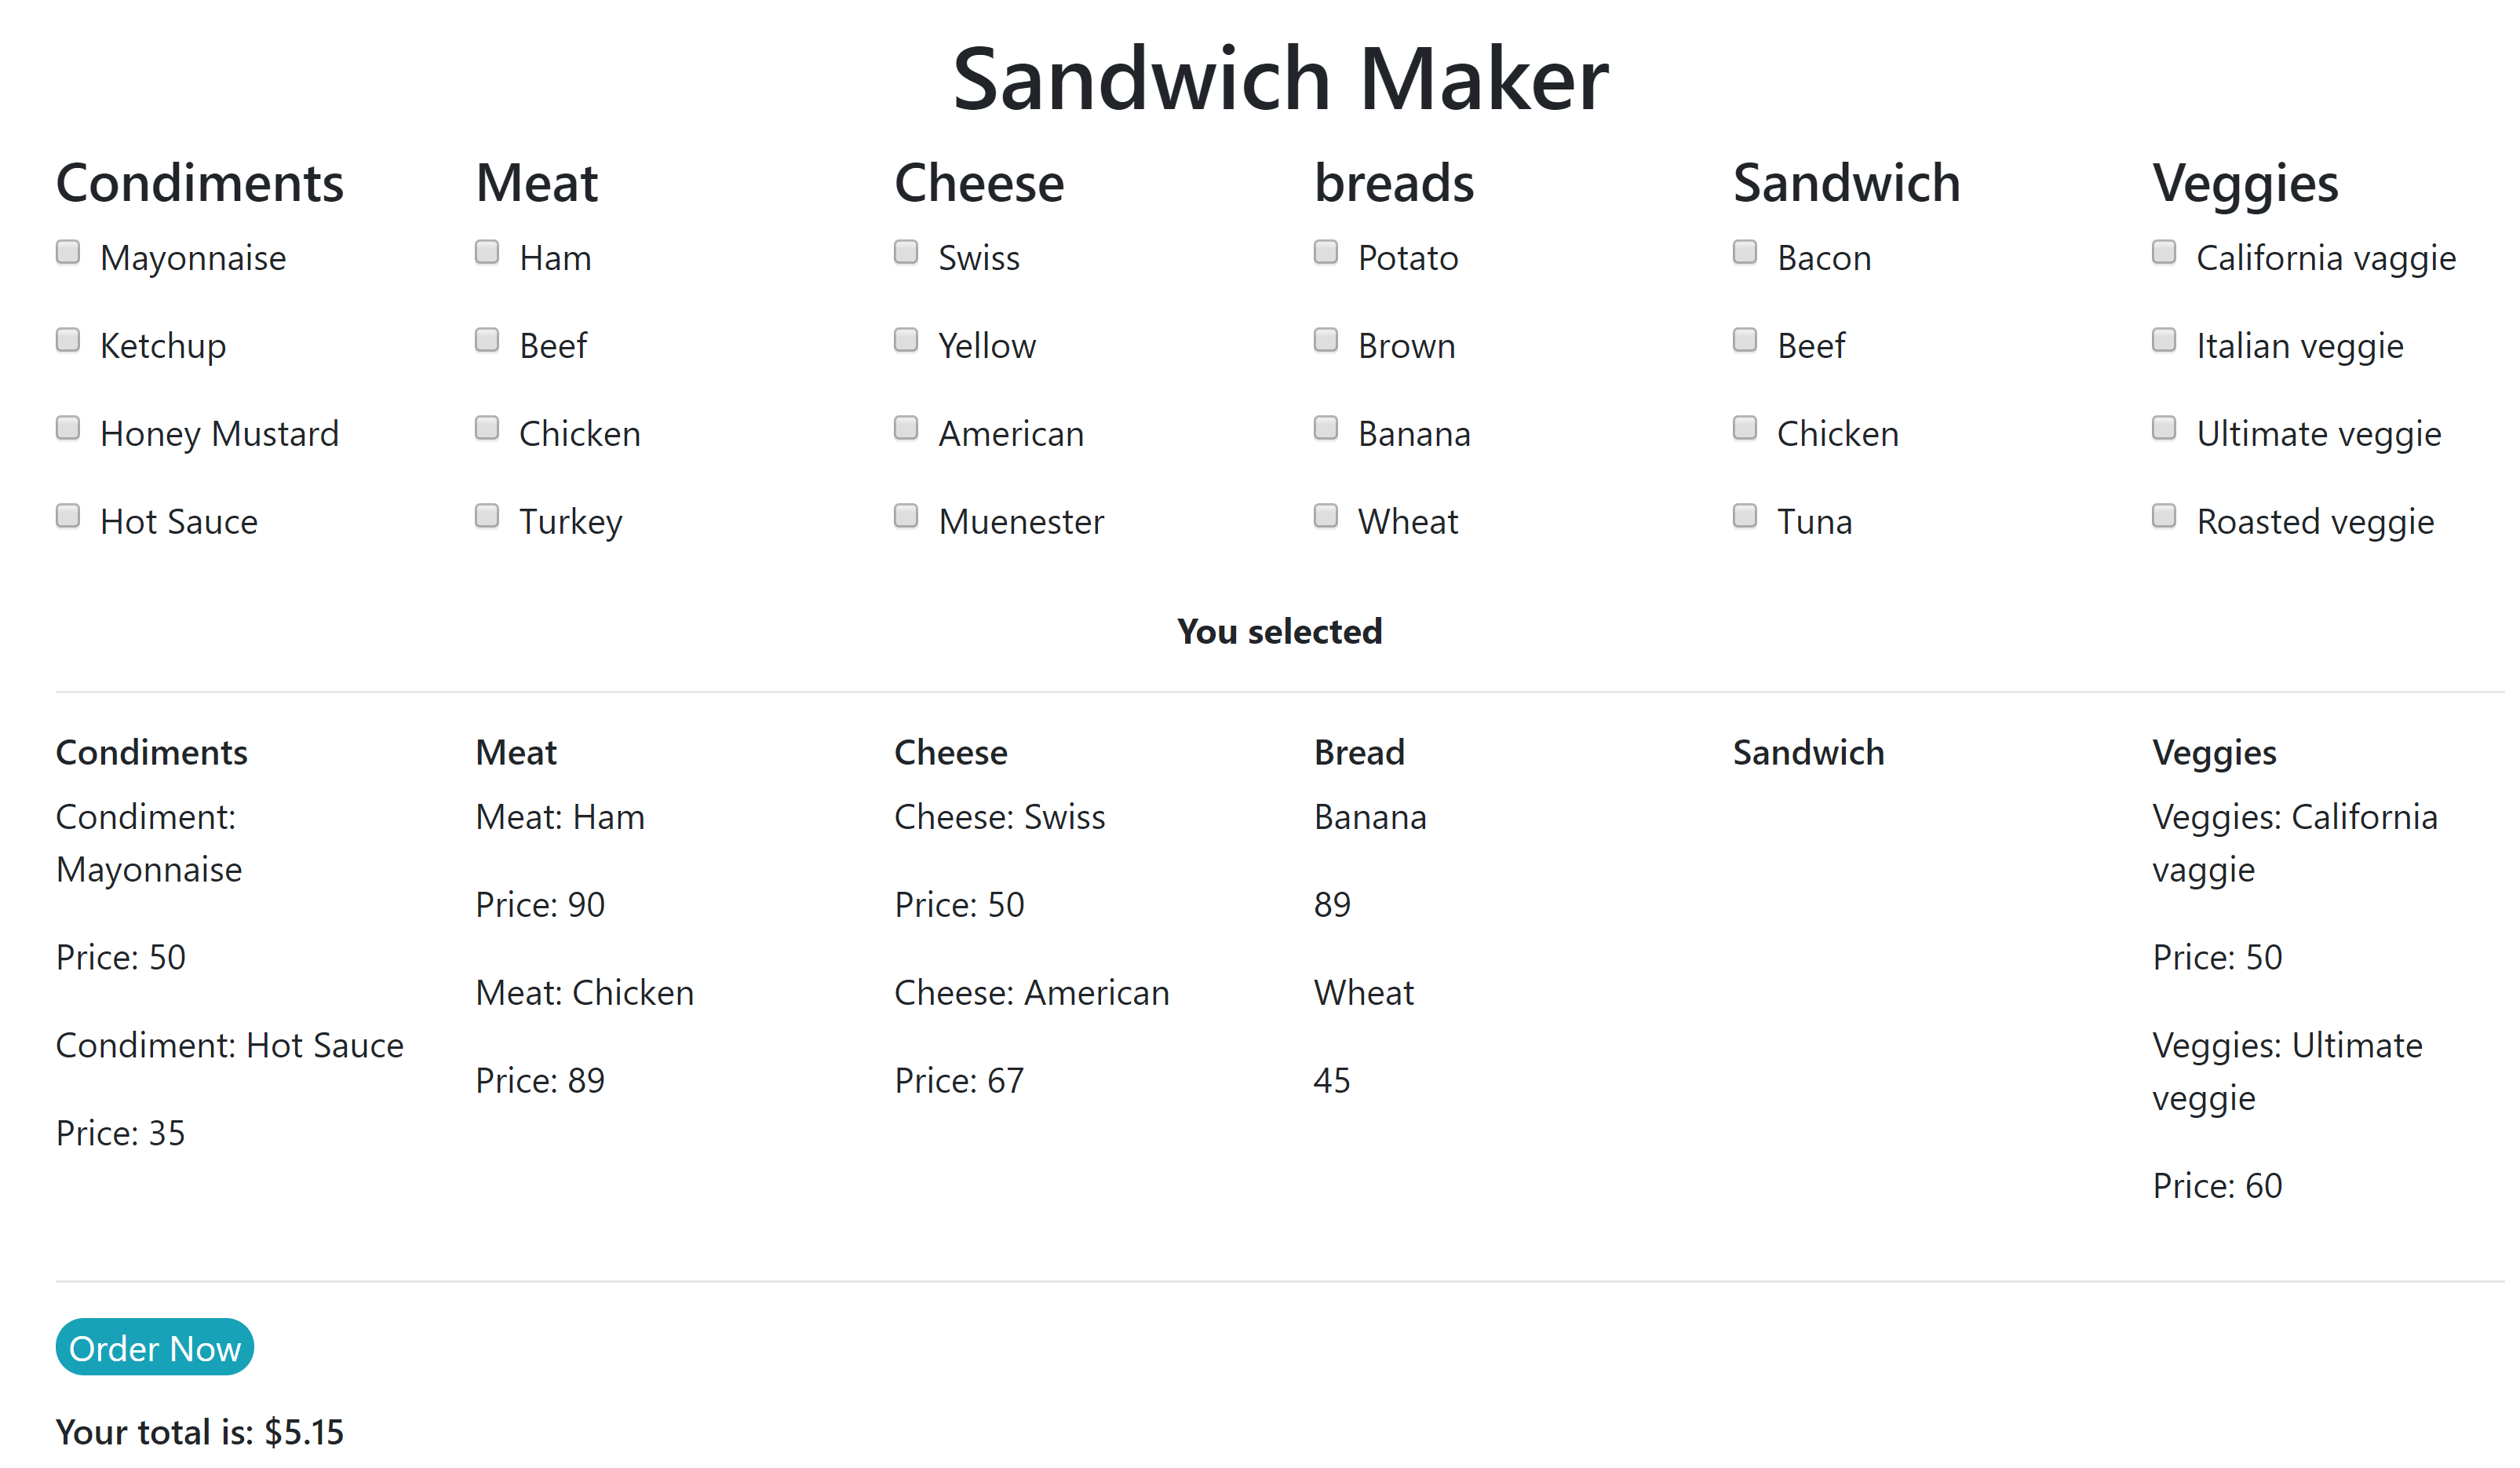 Sandwich Maker
Condiments
Mayonnaise
Ketchup
Honey Mustard
Hot Sauce
Meat
Ham
Beef
Chicken
Turkey
Cheese
Swiss
Yellow
American
Muenester
breads
Potato
Brown
Banana
Wheat
Sandwich
Bacon
Beef
Chicken
Tuna
Veggies
California vaggie
Italian veggie
Ultimate veggie
Roasted veggie
You selected
Condiments
Condiment:
Mayonnaise
Price: 50
Condiment: Hot Sauce
Price: 35
Meat
Meat: Ham
Price: 90
Meat: Chicken
Price: 89
Cheese
Cheese: Swiss
Price: 50
Cheese: American
Price: 67
Bread
Banana
89
Wheat
45
Sandwich
Veggies
Veggies: California
vaggie
Price: 50
Veggies: Ultimate
veggie
Price: 60
Order Now
Your total is: $5.15